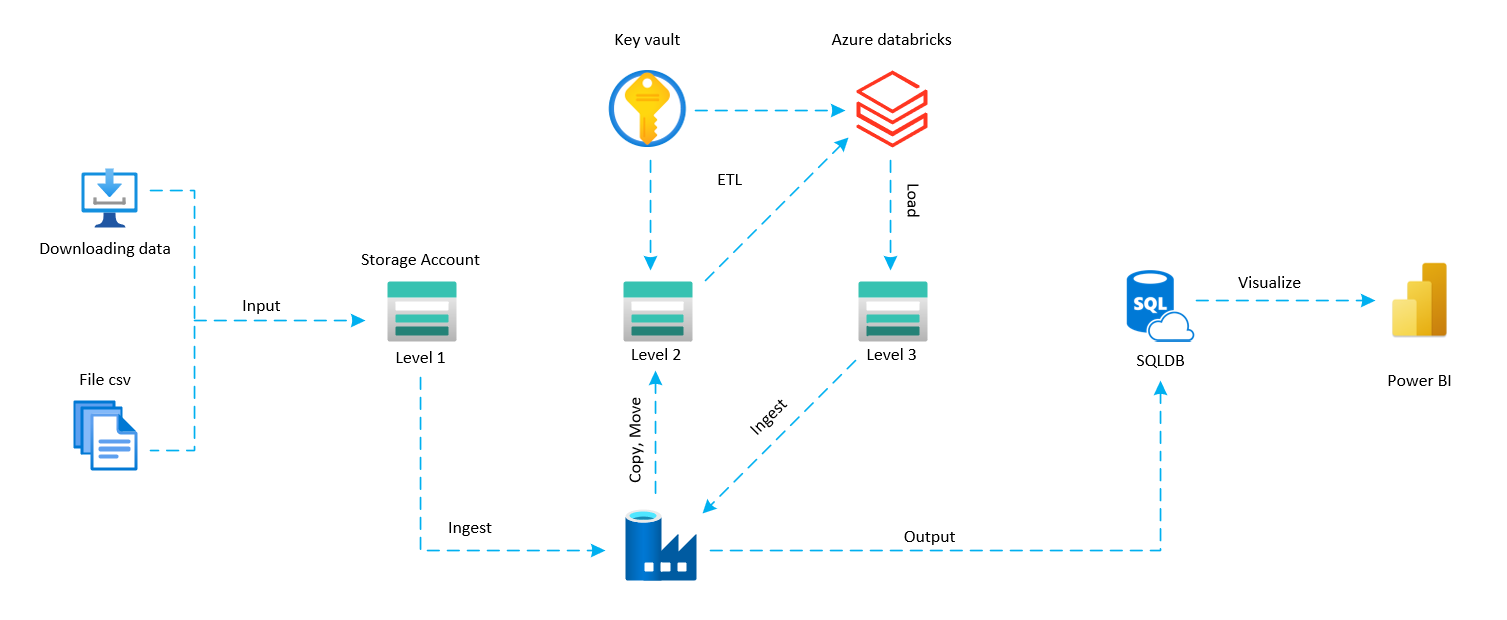 Key vault
Azure databricks
ETL
Load
Downloading data
Storage Account
Input
Level 1
Level 2
Level 3
File csv
Copy, Move
Ingest
Ingest
Output
SQL
SQLDB
Visualize
Power BI